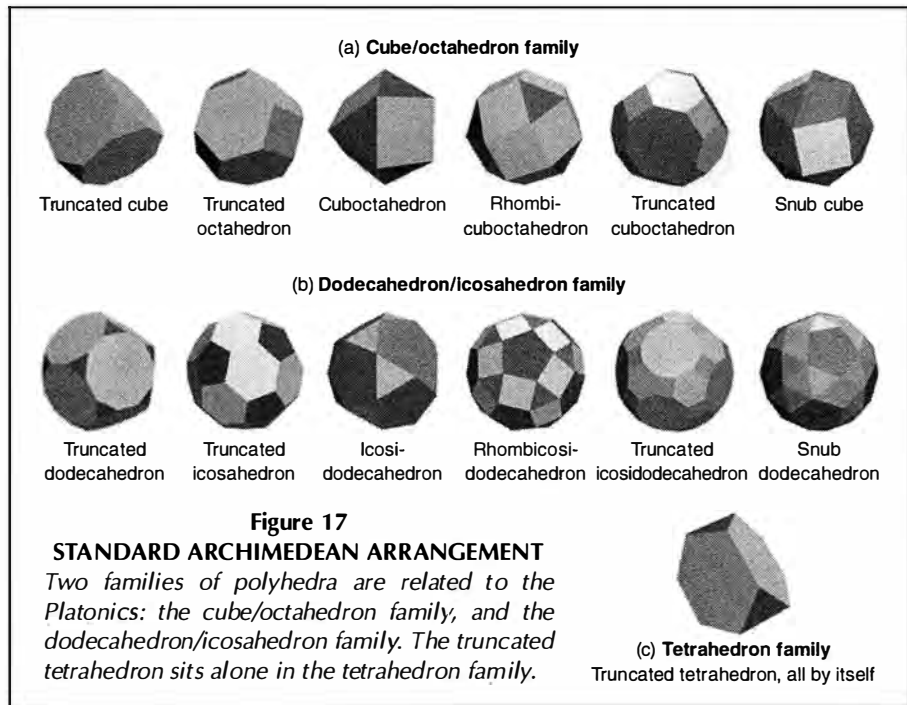 (a) Cube/octahedron family
Truncated cube
Truncated
octahedron
Cuboctahedron
Rhombi-
cuboctahedron
Truncated
cuboctahedron
Snub cube
(b) Dodecahedron/icosahedron family
Truncated
dodecahedron
Truncated
icosahedron
Icosi-
dodecahedron
Rhombicosi-
dodecahedron
Truncated
icosidodecahedron
Snub
dodecahedron
Figure 17
STANDARD ARCHIMEDEAN ARRANGEMENT
Two families of polyhedra are related to the
Platonics: the cube/octahedron family, and the
dodecahedron/icosahedron family. The truncated
tetrahedron sits alone in the tetrahedron family.
(c) Tetrahedron family
Truncated tetrahedron, all by itself